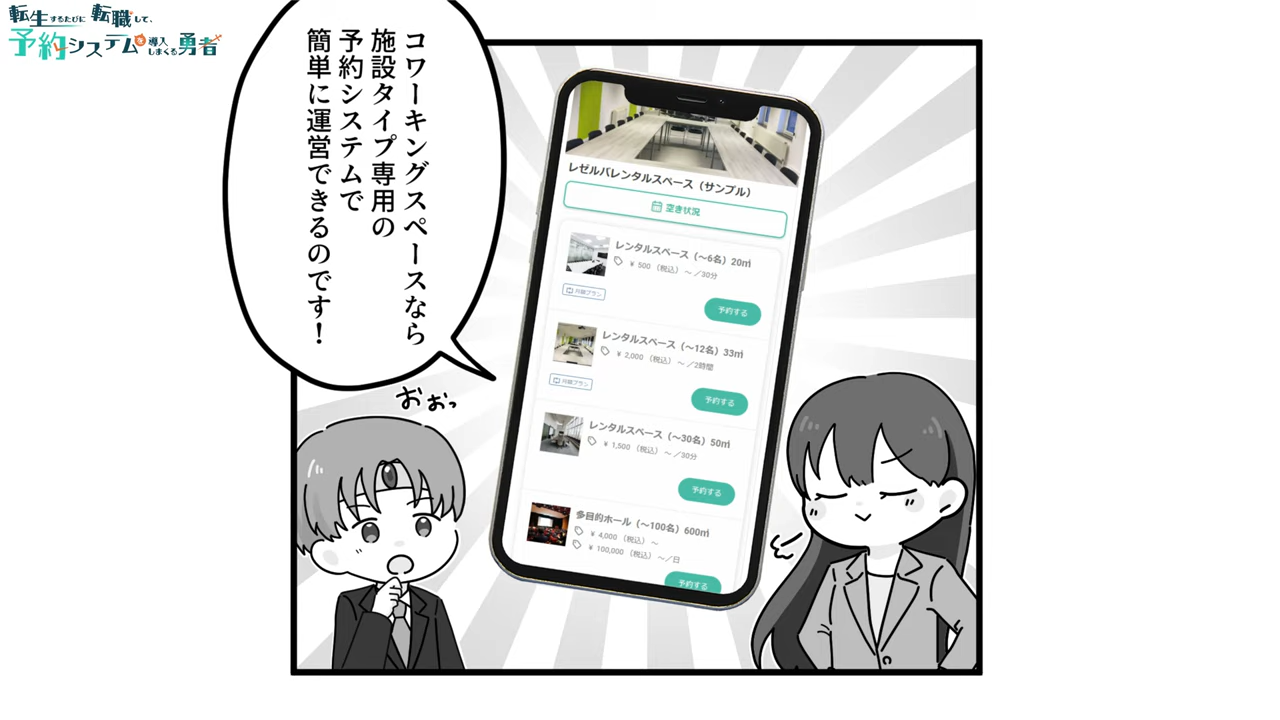 転生するたびに転職して、
予約システムを導入しまくる勇者
コワーキングスペースなら
施設タイプ専用の
予約システムで
簡単に運営できるのです！
レゼルバレンタルスペース（サンプル）
空き状況
レンタルスペース（〜6名）20㎡
¥ 500 （税込） 〜 ／30分
月額プラン
予約する
レンタルスペース（〜12名）33㎡
¥ 2,000 （税込） 〜 ／2時間
月額プラン
予約する
レンタルスペース（〜30名）50㎡
¥ 1,500 （税込） 〜 ／30分
予約する
多目的ホール（〜100名）600㎡
¥ 4,000 （税込） 〜
¥ 100,000 （税込） 〜／日
予約する
おぉっ